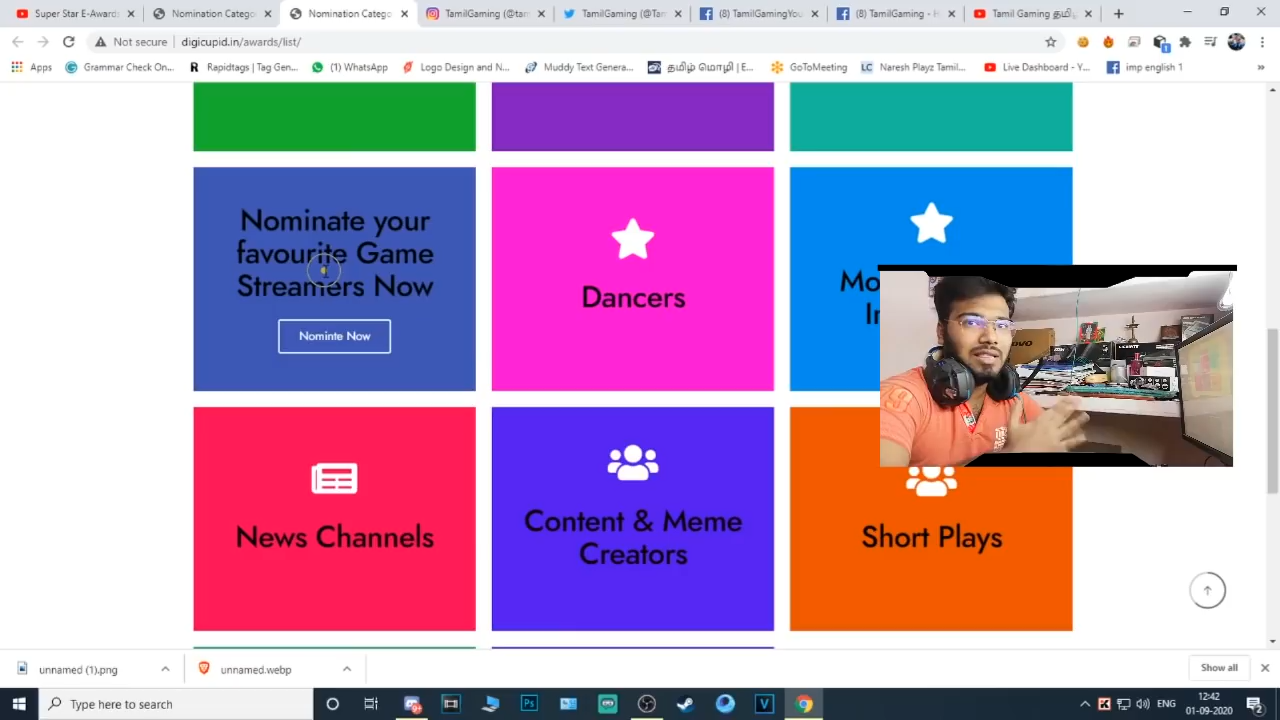 Super Star E-Awards
Nomination Catego
Nomination Catego
TamilGaming (@tar
TamilGaming (@Ta
(8) TamilGamingYou
(8) TamilGaming - H
Tamil Gaming தமி
Not secure
digicupid.in/awards/list/
Apps
Grammar Check On...
Rapidtags | Tag Gen...
(1) WhatsApp
Logo Design and N...
Muddy Text Genera...
தமிழ் மொழி | E...
GoToMeeting
Naresh Playz Tamil...
Live Dashboard - Y...
imp english 1
Nominate your
favourite Game
Streamers Now
Nominte Now
Dancers
Mo
In
News Channels
Content & Meme
Creators
Short Plays
unnamed (1).png
unnamed.webp
Show all
Type here to search
ENG
12:42
01-09-2020